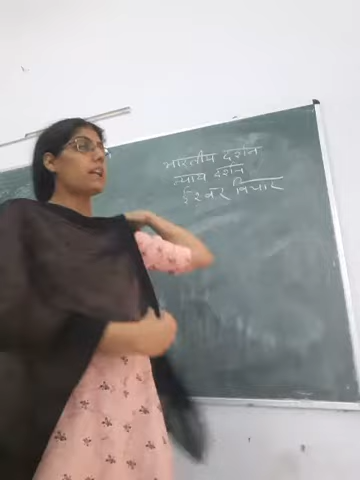 भारतीय दर्शन
न्याय दर्शन
ईश्वर विचार